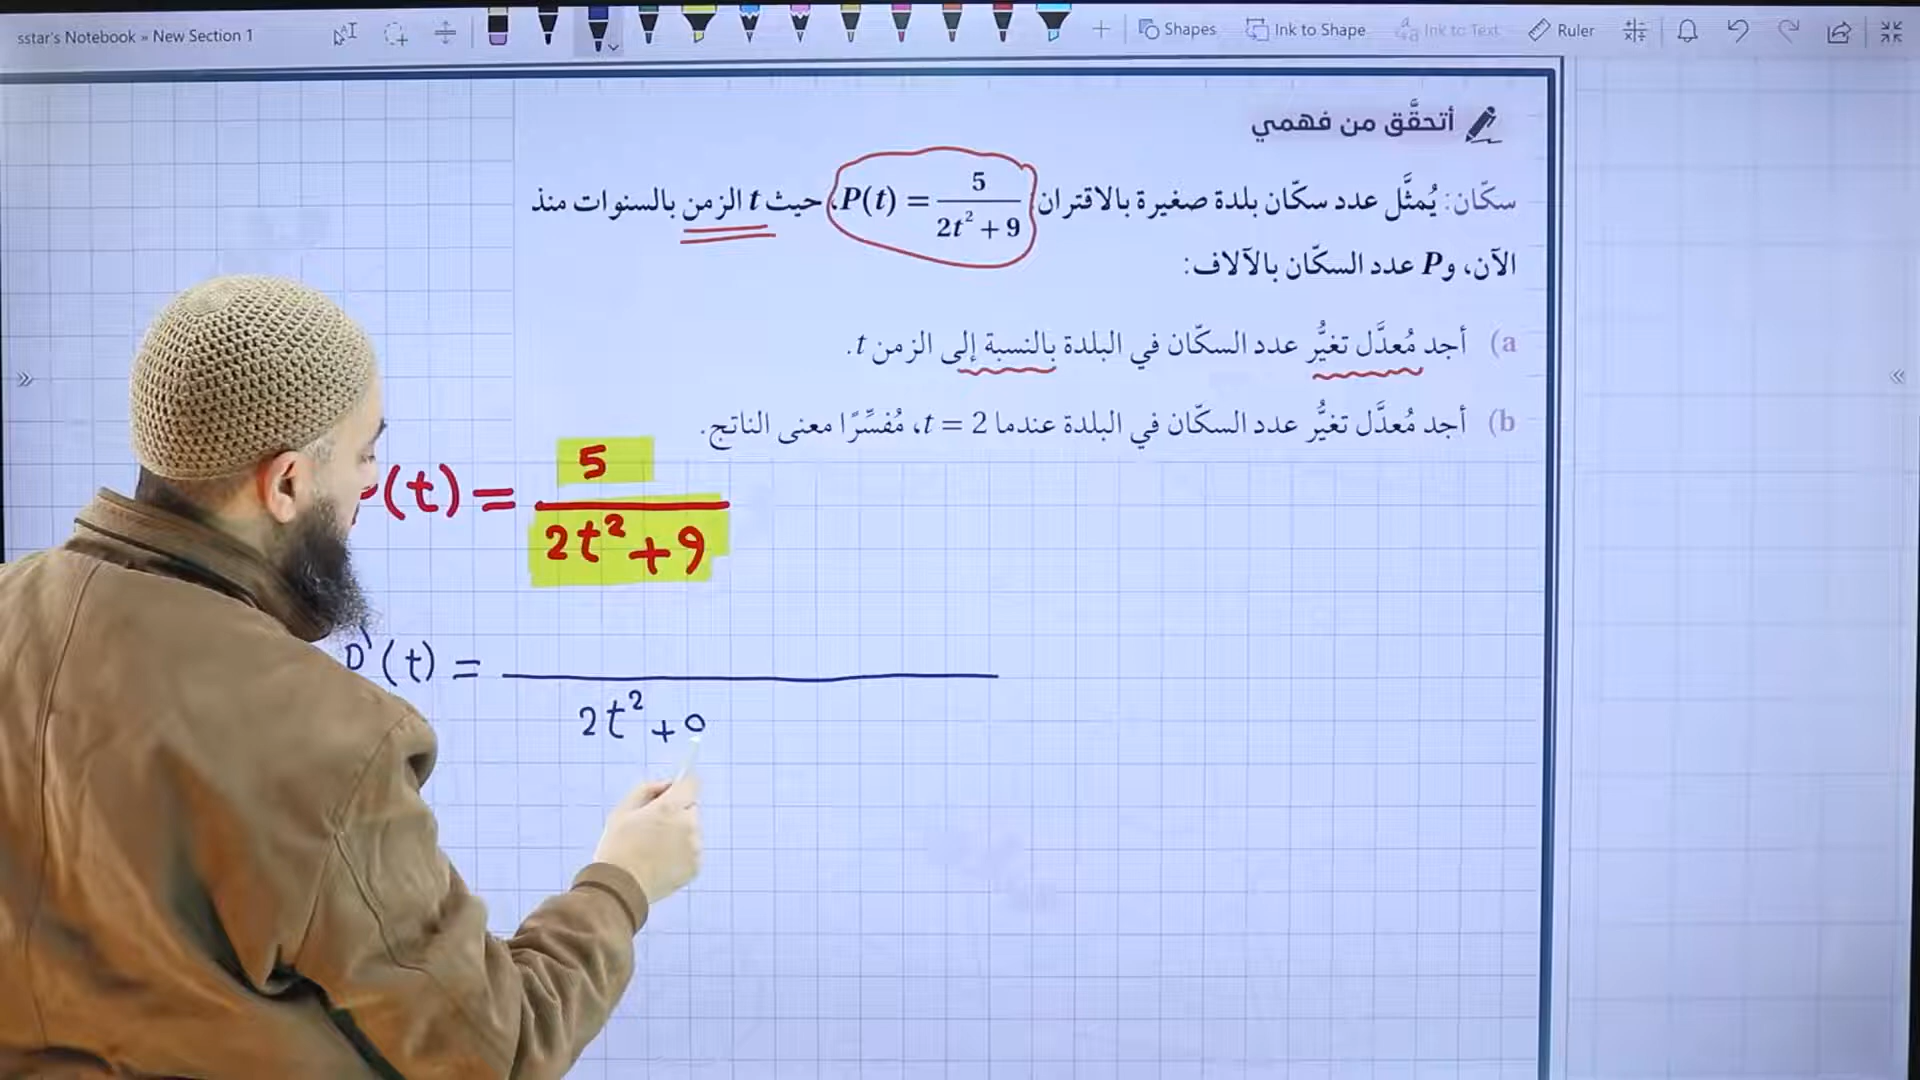 sstar's Notebook » New Section 1
Shapes
Ink to Shape
Ink to Text
Ruler
أتحقَّق من فهمي
سكّان: يُمثَّل عدد سكّان بلدة صغيرة بالاقتران P(t) = 5 / (2t² + 9)، حيث t الزمن بالسنوات منذ
الآن، و P عدد السكّان بالآلاف:
a) أجد مُعدَّل تغيُّر عدد السكّان في البلدة بالنسبة إلى الزمن t.
b) أجد مُعدَّل تغيُّر عدد السكّان في البلدة عندما t = 2، مُفسِّرًا معنى الناتج.
(t) = 5 / (2t² + 9)
'(t) =
2t² +